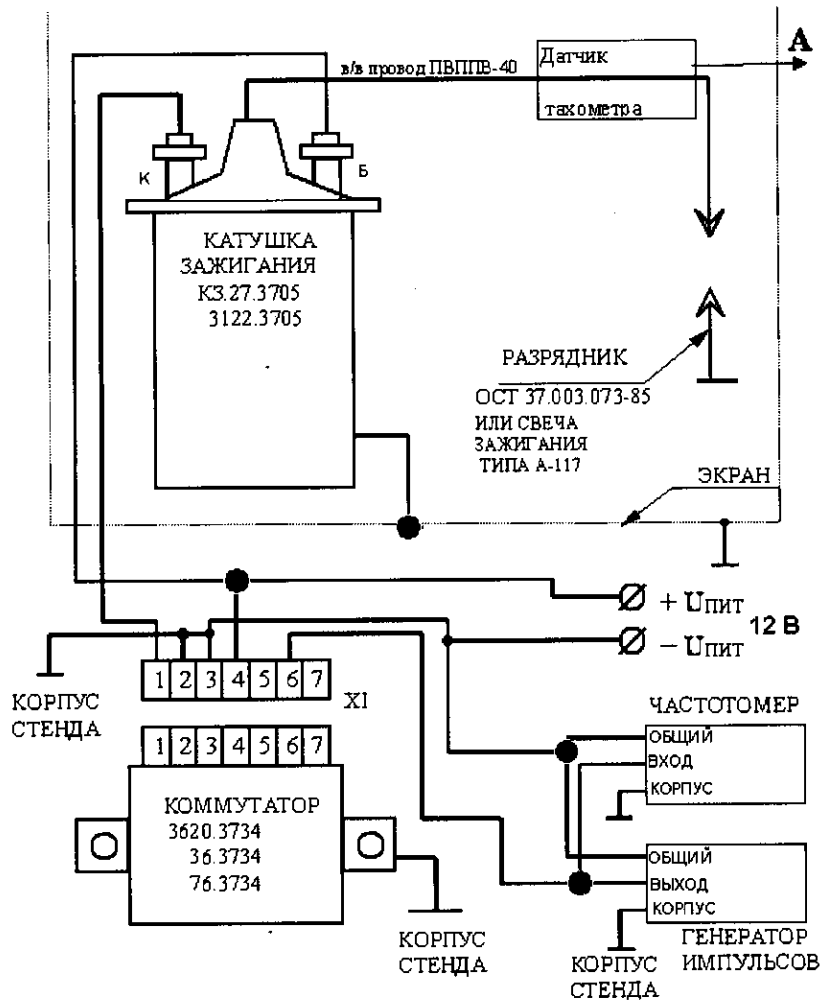 А
Датчик
в/в провод ПВППВ-40
тахометра
К
Б
КАТУШКА
ЗАЖИГАНИЯ
КЗ.27.3705
3122.3705
РАЗРЯДНИК
ОСТ 37.003.073-85
ИЛИ СВЕЧА
ЗАЖИГАНИЯ
ТИПА А-117
ЭКРАН
+ UПИТ
12 В
− UПИТ
1 2 3 4 5 6 7
X1
КОРПУС
СТЕНДА
1 2 3 4 5 6 7
КОММУТАТОР
3620.3734
36.3734
76.3734
КОРПУС
СТЕНДА
ЧАСТОТОМЕР
ОБЩИЙ
ВХОД
КОРПУС
ОБЩИЙ
ВЫХОД
КОРПУС
ГЕНЕРАТОР
ИМПУЛЬСОВ
КОРПУС
СТЕНДА